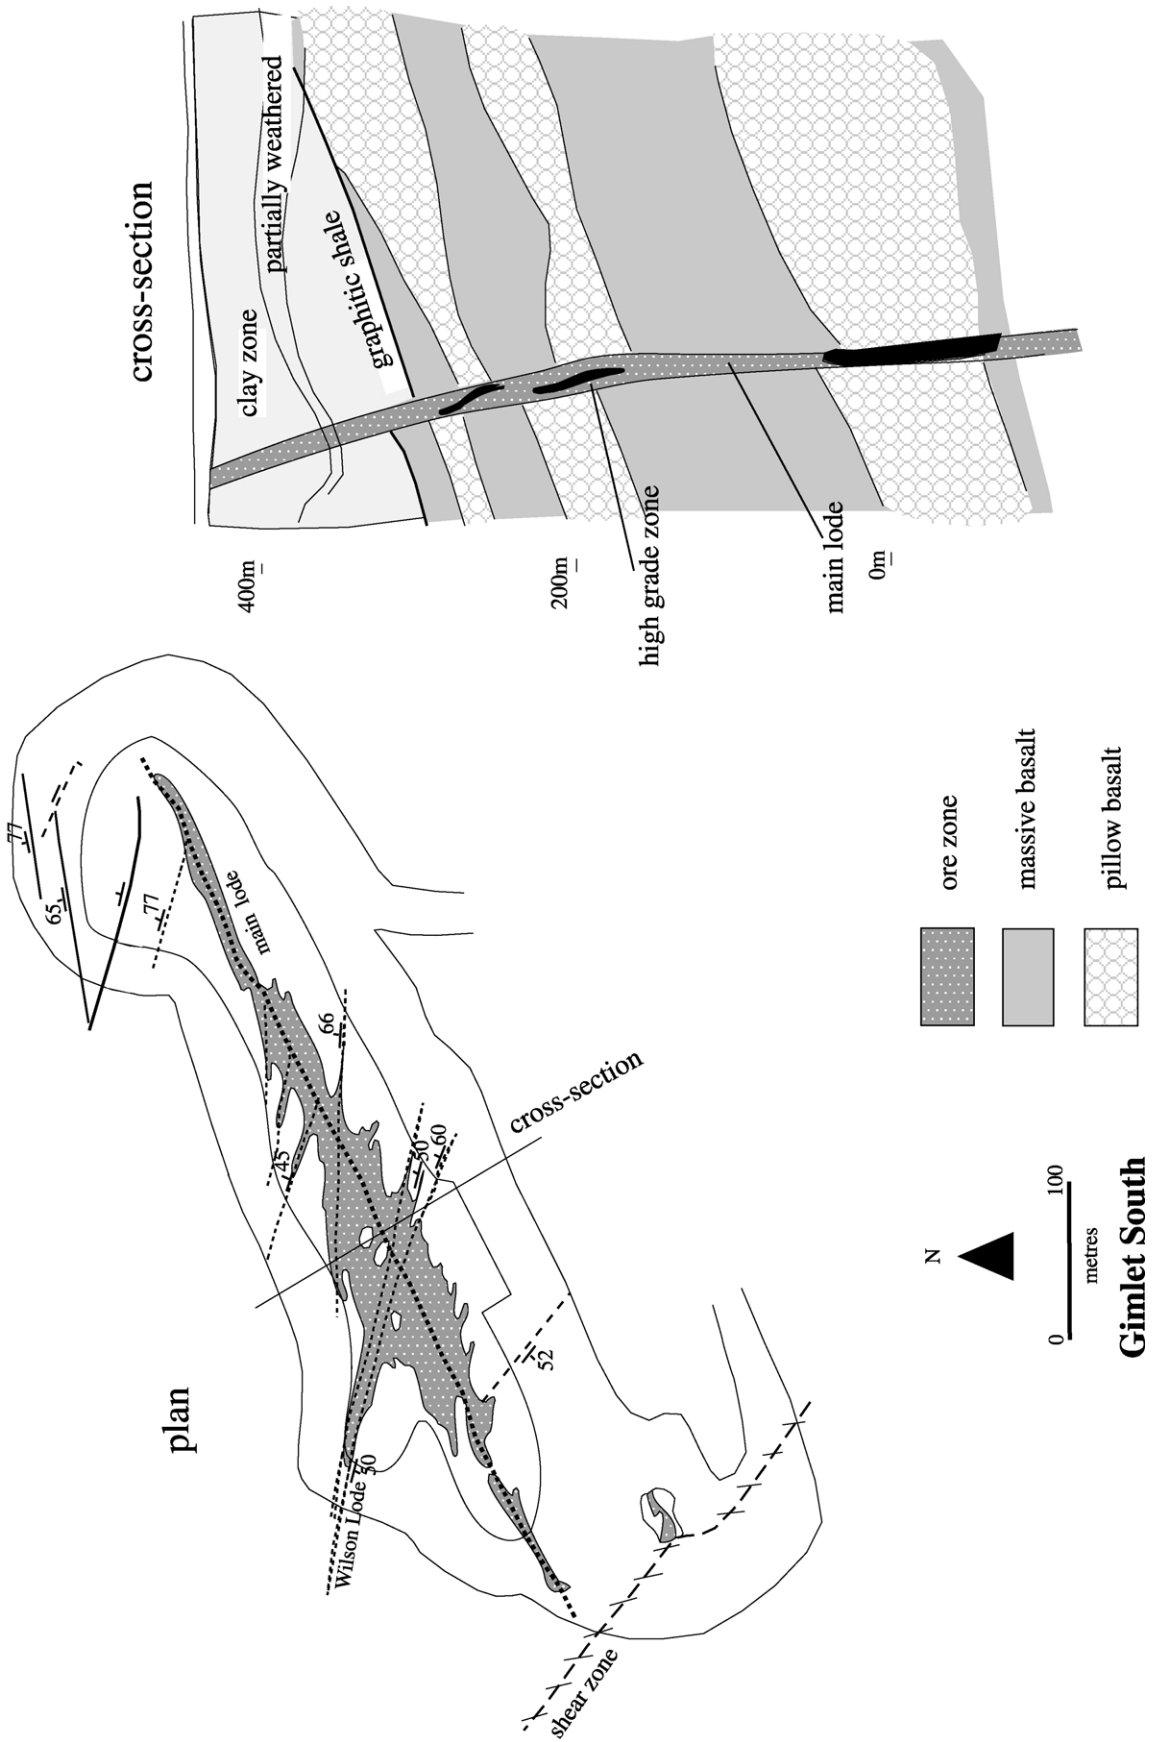 plan
77
65
77
main lode
66
45
50
60
cross-section
52
Wilson Lode
50
shear zone
cross-section
clay zone
partially weathered
graphitic shale
400m
200m
0m
high grade zone
main lode
ore zone
massive basalt
pillow basalt
N
0
100
metres
Gimlet South